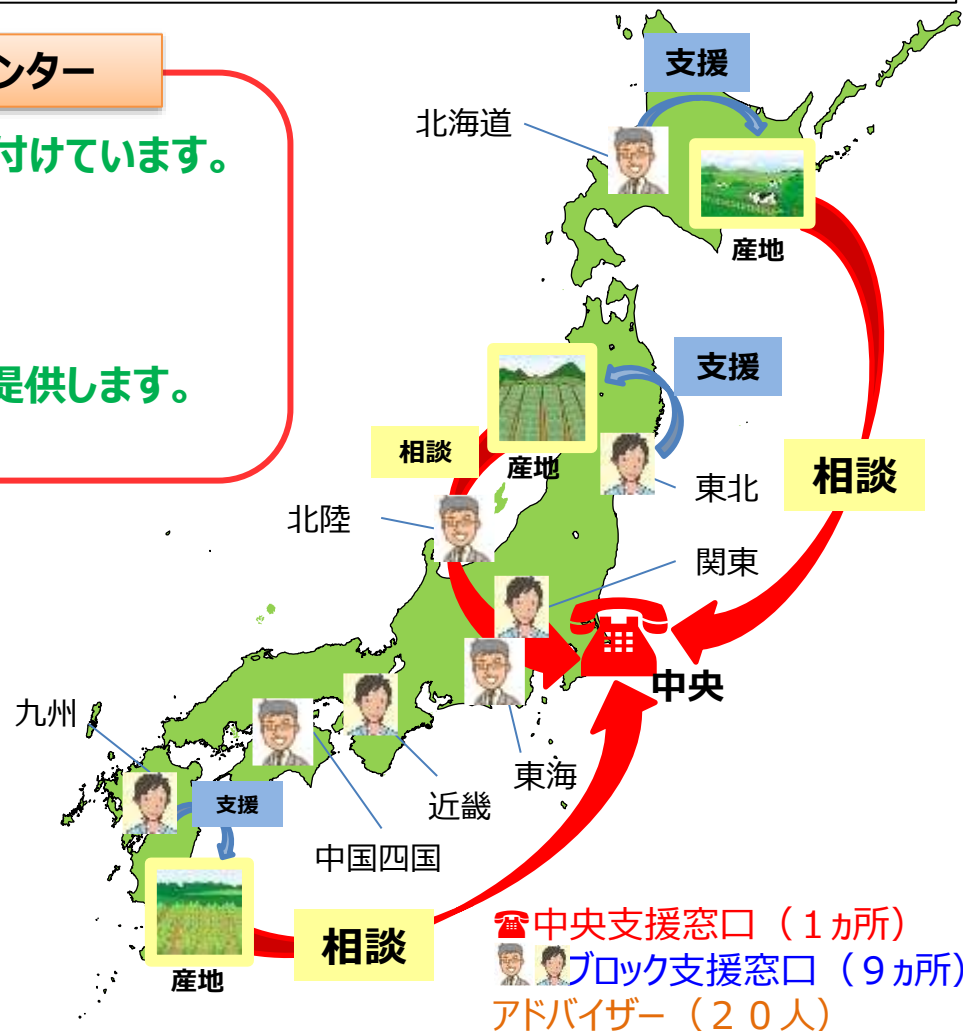 ンター
付けています。
提供します。
支援
北海道
産地
支援
相談
産地
東北
相談
北陸
関東
中央
九州
東海
支援
近畿
中国四国
相談
産地
☎中央支援窓口（１ヵ所）
ブロック支援窓口（９ヵ所）
アドバイザー（２０人）